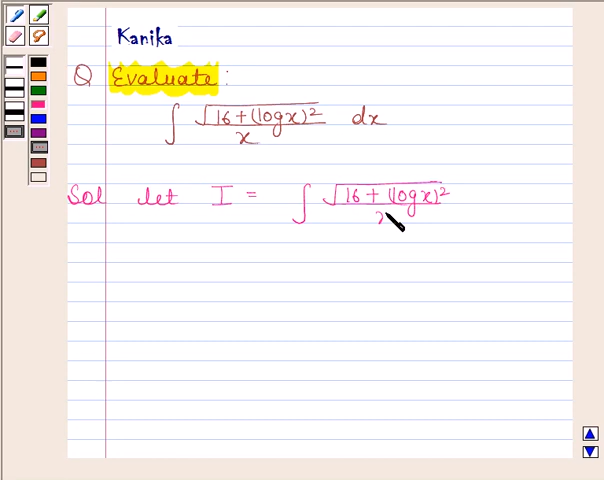 Kanika
Q Evaluate :
∫ √16 + (log x)² / x dx
Sol let I = ∫ √16 + (log x)² /